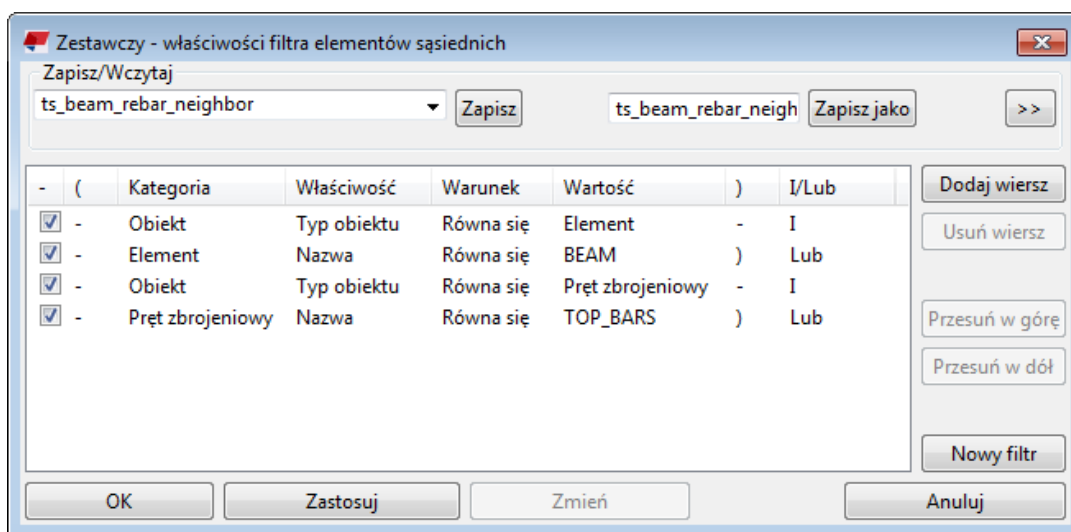 Zestawczy - właściwości filtra elementów sąsiednich
Zapisz/Wczytaj
ts_beam_rebar_neighbor Zapisz ts_beam_rebar_neigh Zapisz jako >>
- ( Kategoria Właściwość Warunek Wartość ) I/Lub
- Obiekt Typ obiektu Równa się Element - I
- Element Nazwa Równa się BEAM ) Lub
- Obiekt Typ obiektu Równa się Pręt zbrojeniowy - I
- Pręt zbrojeniowy Nazwa Równa się TOP_BARS ) Lub
Dodaj wiersz
Usuń wiersz
Przesuń w górę
Przesuń w dół
Nowy filtr
OK Zastosuj Zmień Anuluj